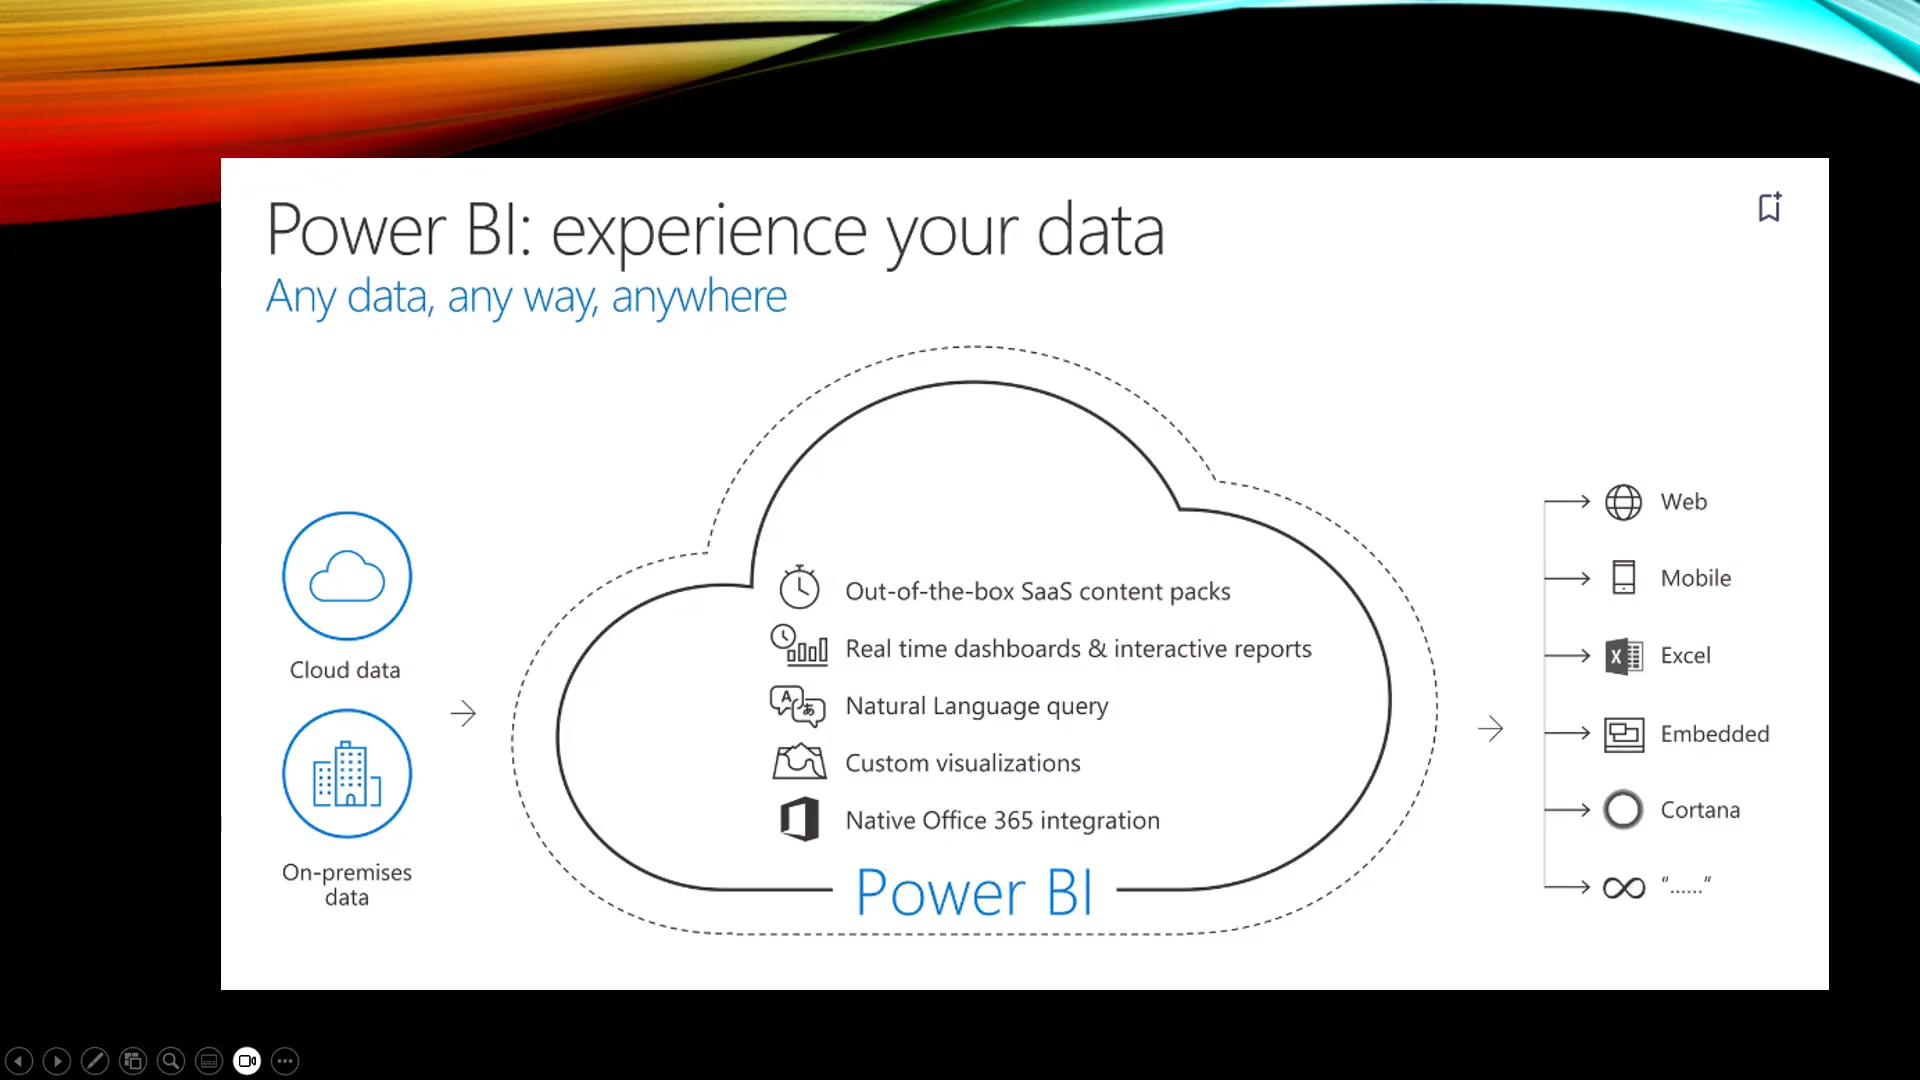 Power BI: experience your data
Any data, any way, anywhere
Cloud data
On-premises
data
Out-of-the-box SaaS content packs
Real time dashboards & interactive reports
Natural Language query
Custom visualizations
Native Office 365 integration
Power BI
Web
Mobile
Excel
Embedded
Cortana
“......“